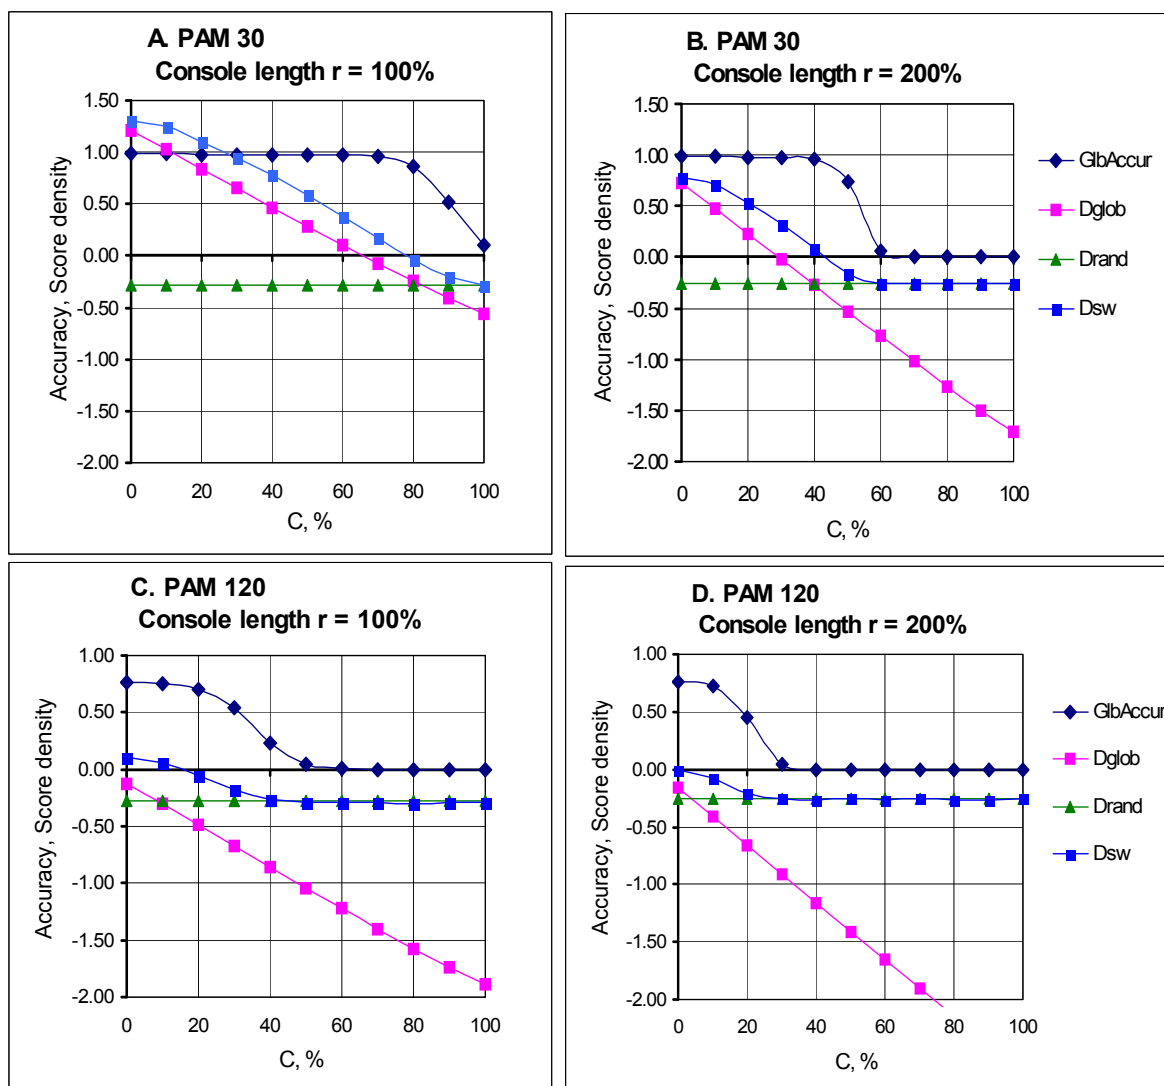 A. PAM 30
Console length r = 100%
1.50
1.00
0.50
0.00
-0.50
-1.00
-1.50
-2.00
Accuracy, Score density
0 20 40 60 80 100
C, %
B. PAM 30
Console length r = 200%
1.50
1.00
0.50
0.00
-0.50
-1.00
-1.50
-2.00
Accuracy, Score density
0 20 40 60 80 100
C, %
GlbAccur
Dglob
Drand
Dsw
C. PAM 120
Console length r = 100%
1.00
0.50
0.00
-0.50
-1.00
-1.50
-2.00
Accuracy, Score density
0 20 40 60 80 100
C, %
D. PAM 120
Console length r = 200%
1.00
0.50
0.00
-0.50
-1.00
-1.50
-2.00
Accuracy, Score density
0 20 40 60 80 100
C, %
GlbAccur
Dglob
Drand
Dsw